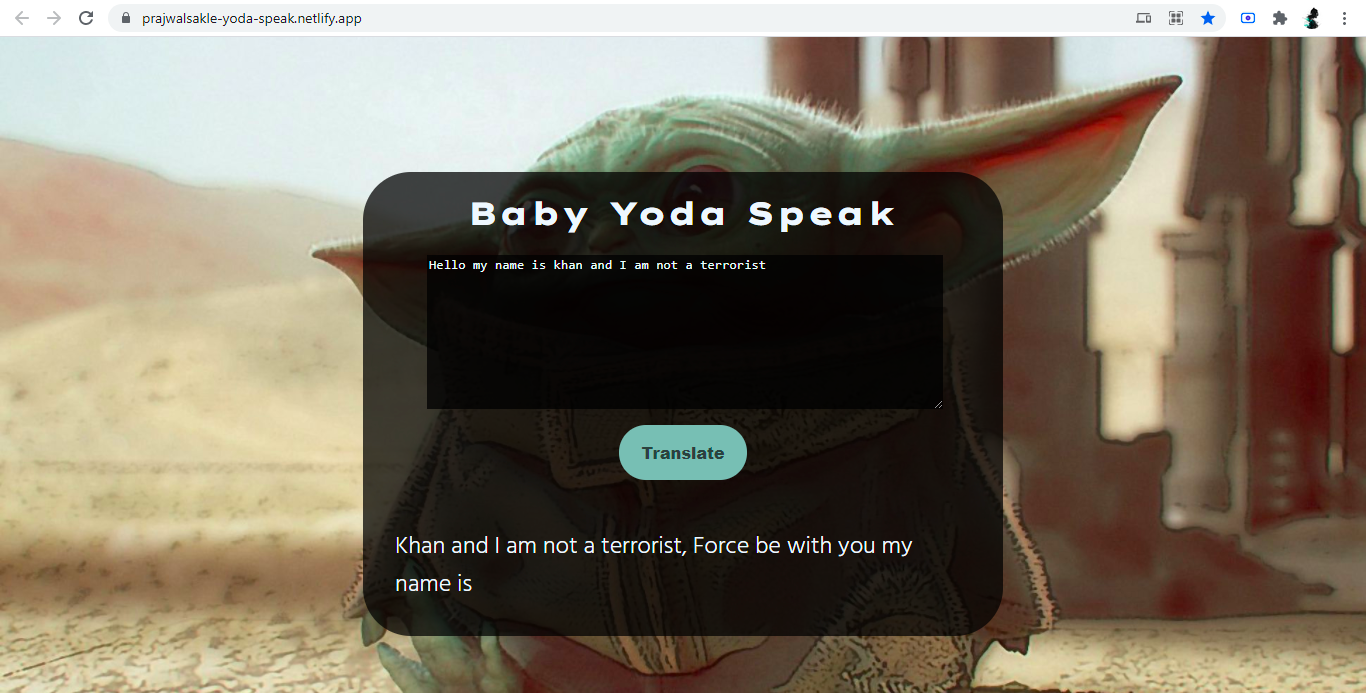 prajwalsakle-yoda-speak.netlify.app
Baby Yoda Speak
Hello my name is khan and I am not a terrorist
Translate
Khan and I am not a terrorist, Force be with you my
name is